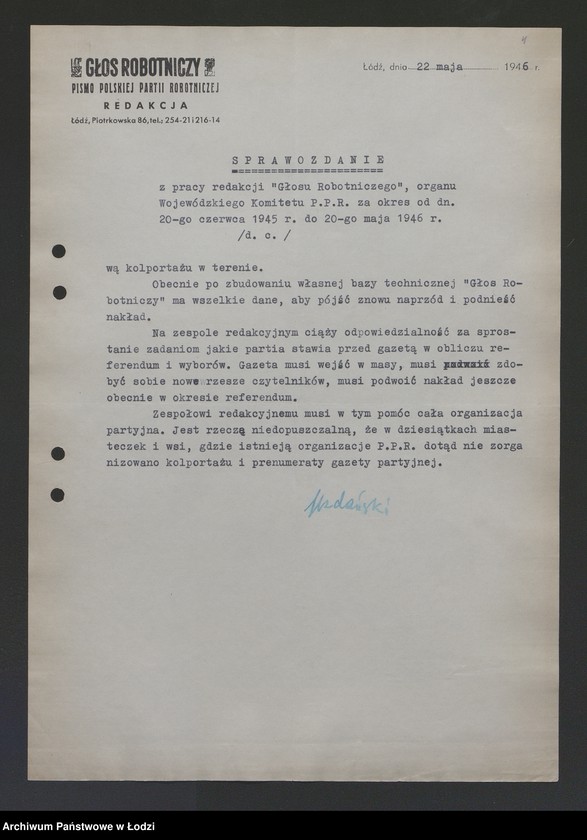 4
GŁOS ROBOTNICZY
PISMO POLSKIEJ PARTII ROBOTNICZEJ
REDAKCJA
Łódź, Piotrkowska 86, tel.: 254-21 i 216-14
Łódź, dnia 22 maja 1946 r.
SPRAWOZDANIE
z pracy redakcji "Głosu Robotniczego", organu
Wojewódzkiego Komitetu P.P.R. za okres od dn.
20-go czerwca 1945 r. do 20-go maja 1946 r.
/d. c. /
wą kolportażu w terenie.
Obecnie po zbudowaniu własnej bazy technicznej "Głos Ro-
botniczy" ma wszelkie dane, aby pójść znowu naprzód i podnieść
nakład.
Na zespole redakcyjnym ciąży odpowiedzialność za spros-
tanie zadaniom jakie partia stawia przed gazetą w obliczu re-
ferendum i wyborów. Gazeta musi wejść w masy, musi podwoić zdo-
być sobie nowe rzesze czytelników, musi podwoić nakład jeszcze
obecnie w okresie referendum.
Zespołowi redakcyjnemu musi w tym pomóc cała organizacja
partyjna. Jest rzeczą niedopuszczalną, że w dziesiątkach mias-
teczek i wsi, gdzie istnieją organizacje P.P.R. dotąd nie zorga
nizowano kolportażu i prenumeraty gazety partyjnej.
Archiwum Państwowe w Łodzi